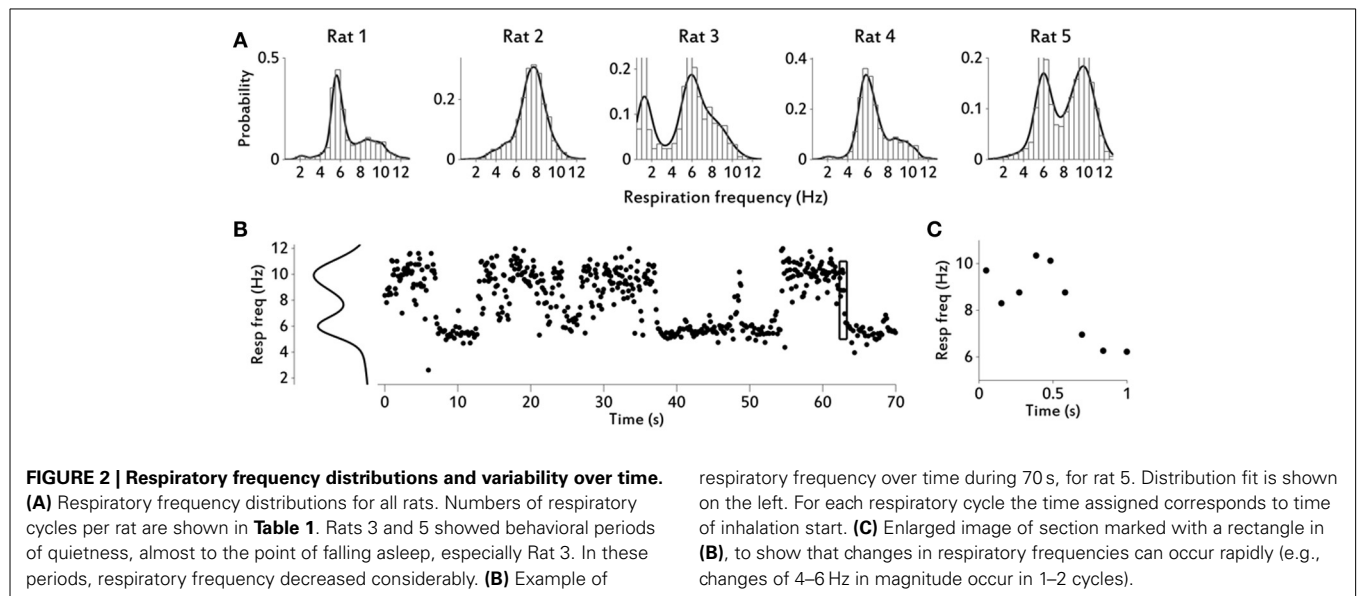 A
Rat 1
Rat 2
Rat 3
Rat 4
Rat 5
Probability
0.5
0
2 4 6 8 10 12
0.2
0
2 4 6 8 10 12
0.2
0.1
0
2 4 6 8 10 12
0.4
0.2
0
2 4 6 8 10 12
0.2
0.1
0
2 4 6 8 10 12
Respiration frequency (Hz)
B
Resp freq (Hz)
12
10
8
6
4
2
0 10 20 30 40 50 60 70
Time (s)
C
Resp freq (Hz)
10
8
6
0 0.5 1
Time (s)
FIGURE 2 | Respiratory frequency distributions and variability over time.
(A) Respiratory frequency distributions for all rats. Numbers of respiratory
cycles per rat are shown in Table 1. Rats 3 and 5 showed behavioral periods
of quietness, almost to the point of falling asleep, especially Rat 3. In these
periods, respiratory frequency decreased considerably. (B) Example of
respiratory frequency over time during 70 s, for rat 5. Distribution fit is shown
on the left. For each respiratory cycle the time assigned corresponds to time
of inhalation start. (C) Enlarged image of section marked with a rectangle in
(B), to show that changes in respiratory frequencies can occur rapidly (e.g.,
changes of 4–6 Hz in magnitude occur in 1–2 cycles).